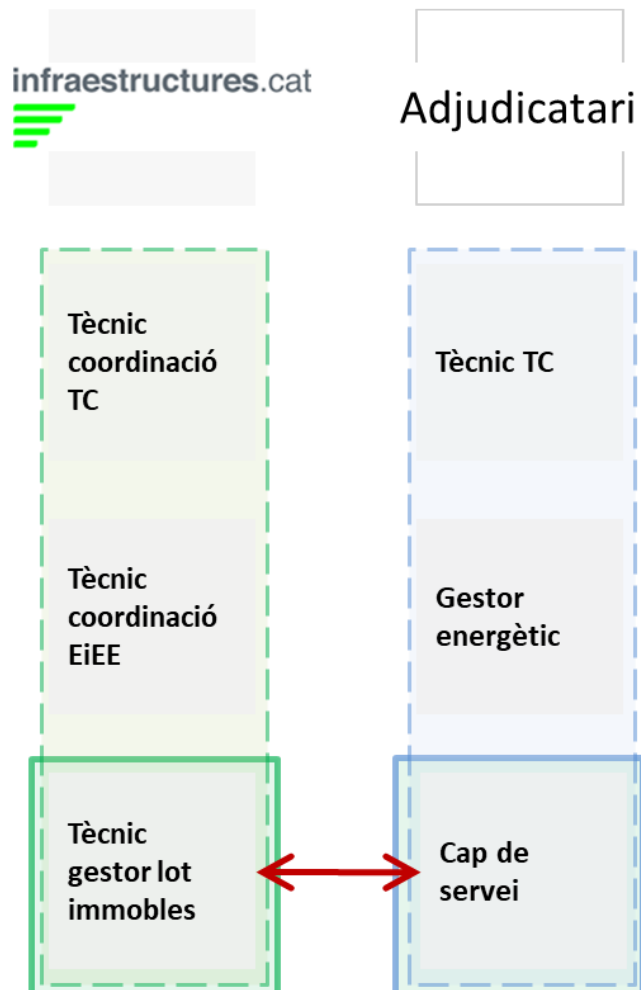 infraestructures.cat
Adjudicatari
Tècnic
coordinació
TC
Tècnic TC
Tècnic
coordinació
EiEE
Gestor
energètic
Tècnic
gestor lot
immobles
Cap de
servei